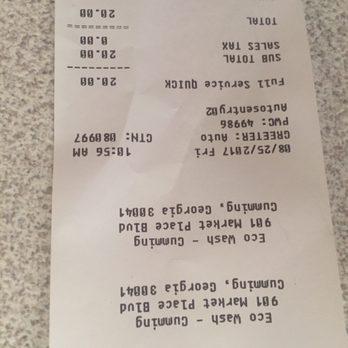 Eco Wash - Cumming
901 Market Place Blvd
Cumming, Georgia 30041
Eco Wash - Cumming
901 Market Place Blvd
Cumming, Georgia 30041
08/25/2017 Fri 10:56 AM
GREETER: Auto: CTN: 080997
PWC: 49986
Autosentry02
Full Service QUICK 20.00
---------
SUB TOTAL 20.00
SALES TAX 0.00
=========
TOTAL 20.00